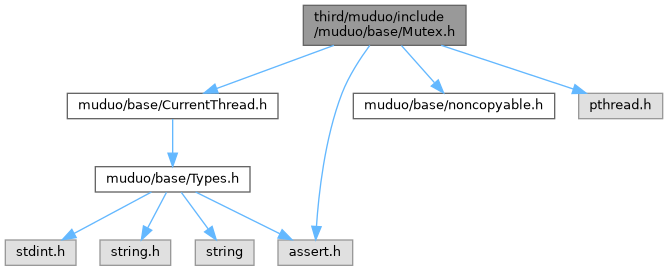 third/muduo/include
/muduo/base/Mutex.h
muduo/base/CurrentThread.h
muduo/base/noncopyable.h
pthread.h
muduo/base/Types.h
stdint.h
string.h
string
assert.h